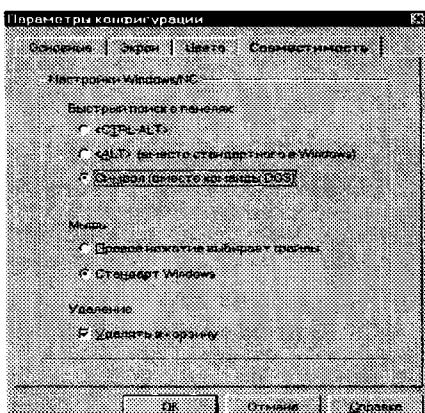 Параметры конфигурации
Основные Экран Цвета Совместимость
Настройки Windows/NC
Быстрый поиск в панелях
<CTRL-ALT>
<ALT> (вместо стандартного в Windows)
Символ (вместо команды DOS)
Мышь
Правое нажатие выбирает файлы
Стандарт Windows
Удаление
Удалять в корзину
OK Отмена Справка